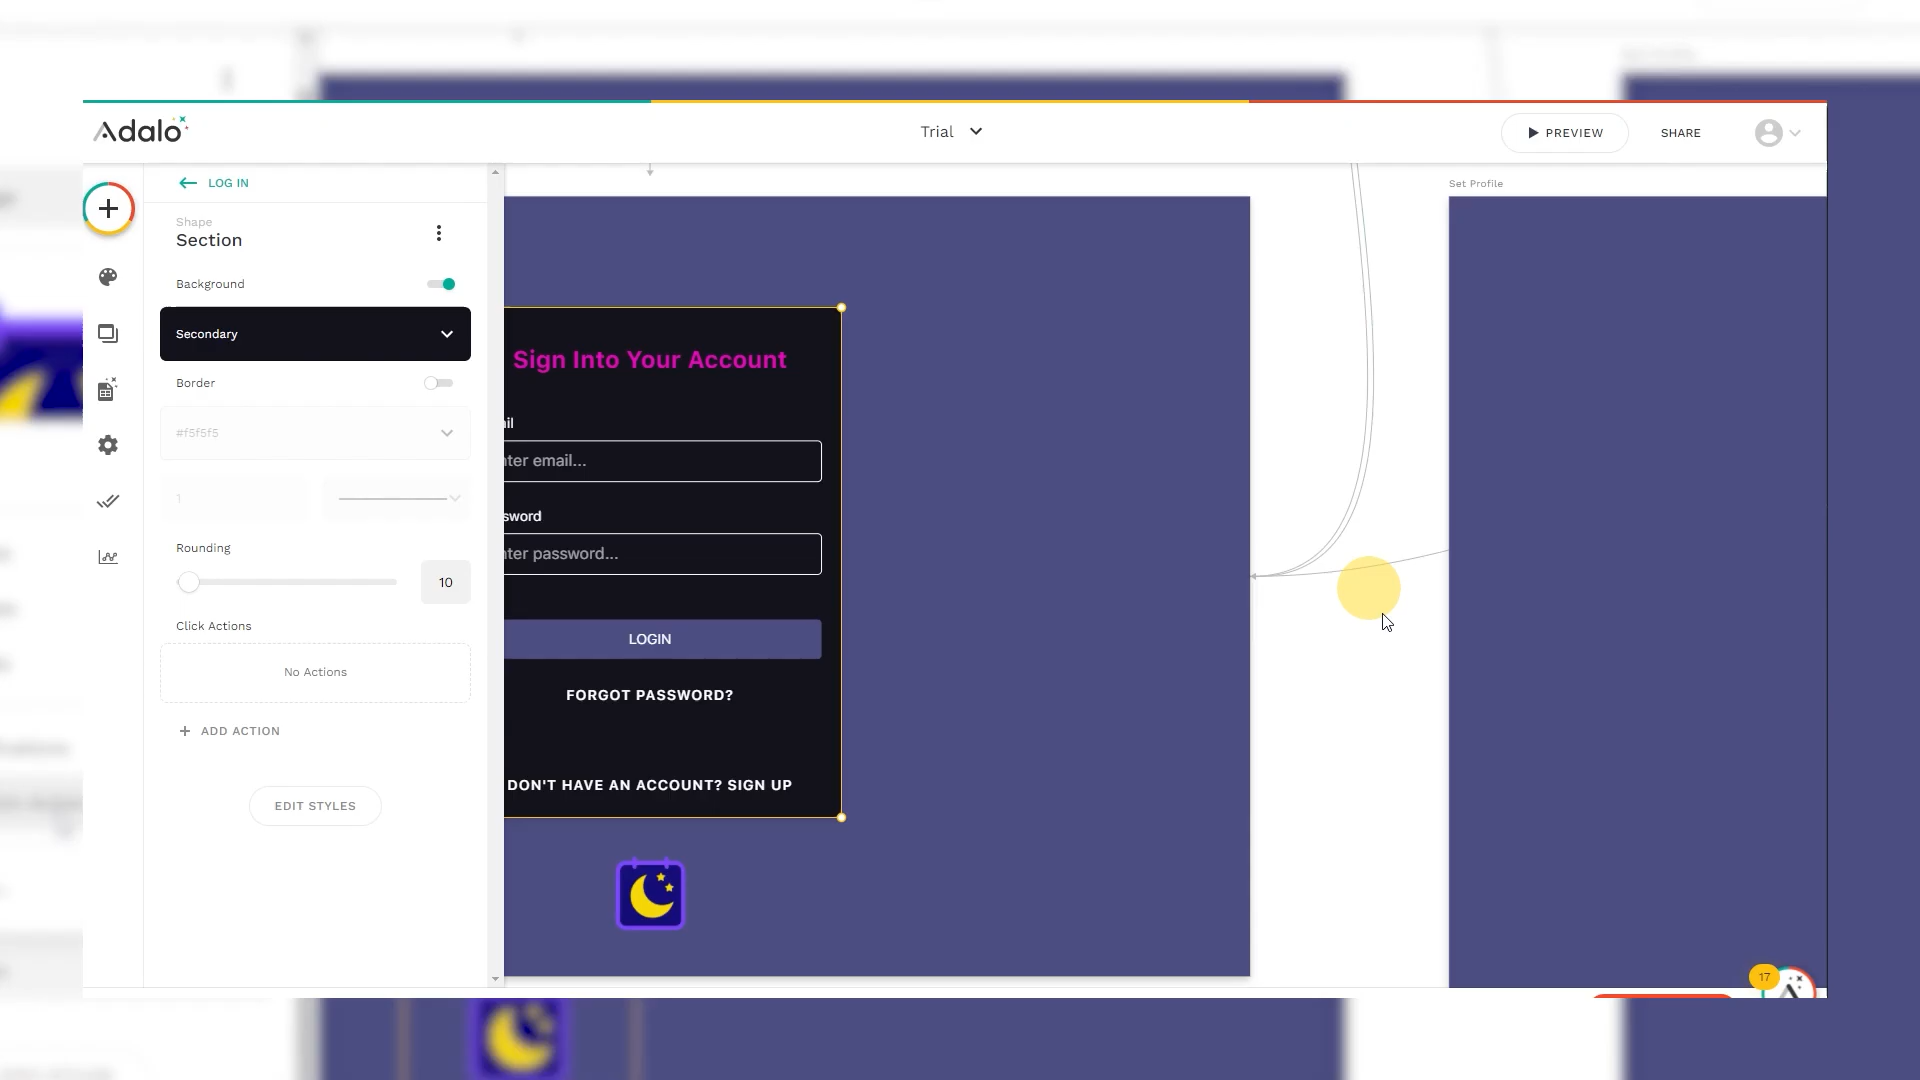 Adalo
Trial
PREVIEW
SHARE
LOG IN
Set Profile
Shape
Section
Background
Secondary
Border
#f5f5f5
1
Rounding
10
Click Actions
No Actions
ADD ACTION
EDIT STYLES
Sign Into Your Account
il
ter email...
sword
ter password...
LOGIN
FORGOT PASSWORD?
DON'T HAVE AN ACCOUNT? SIGN UP
17